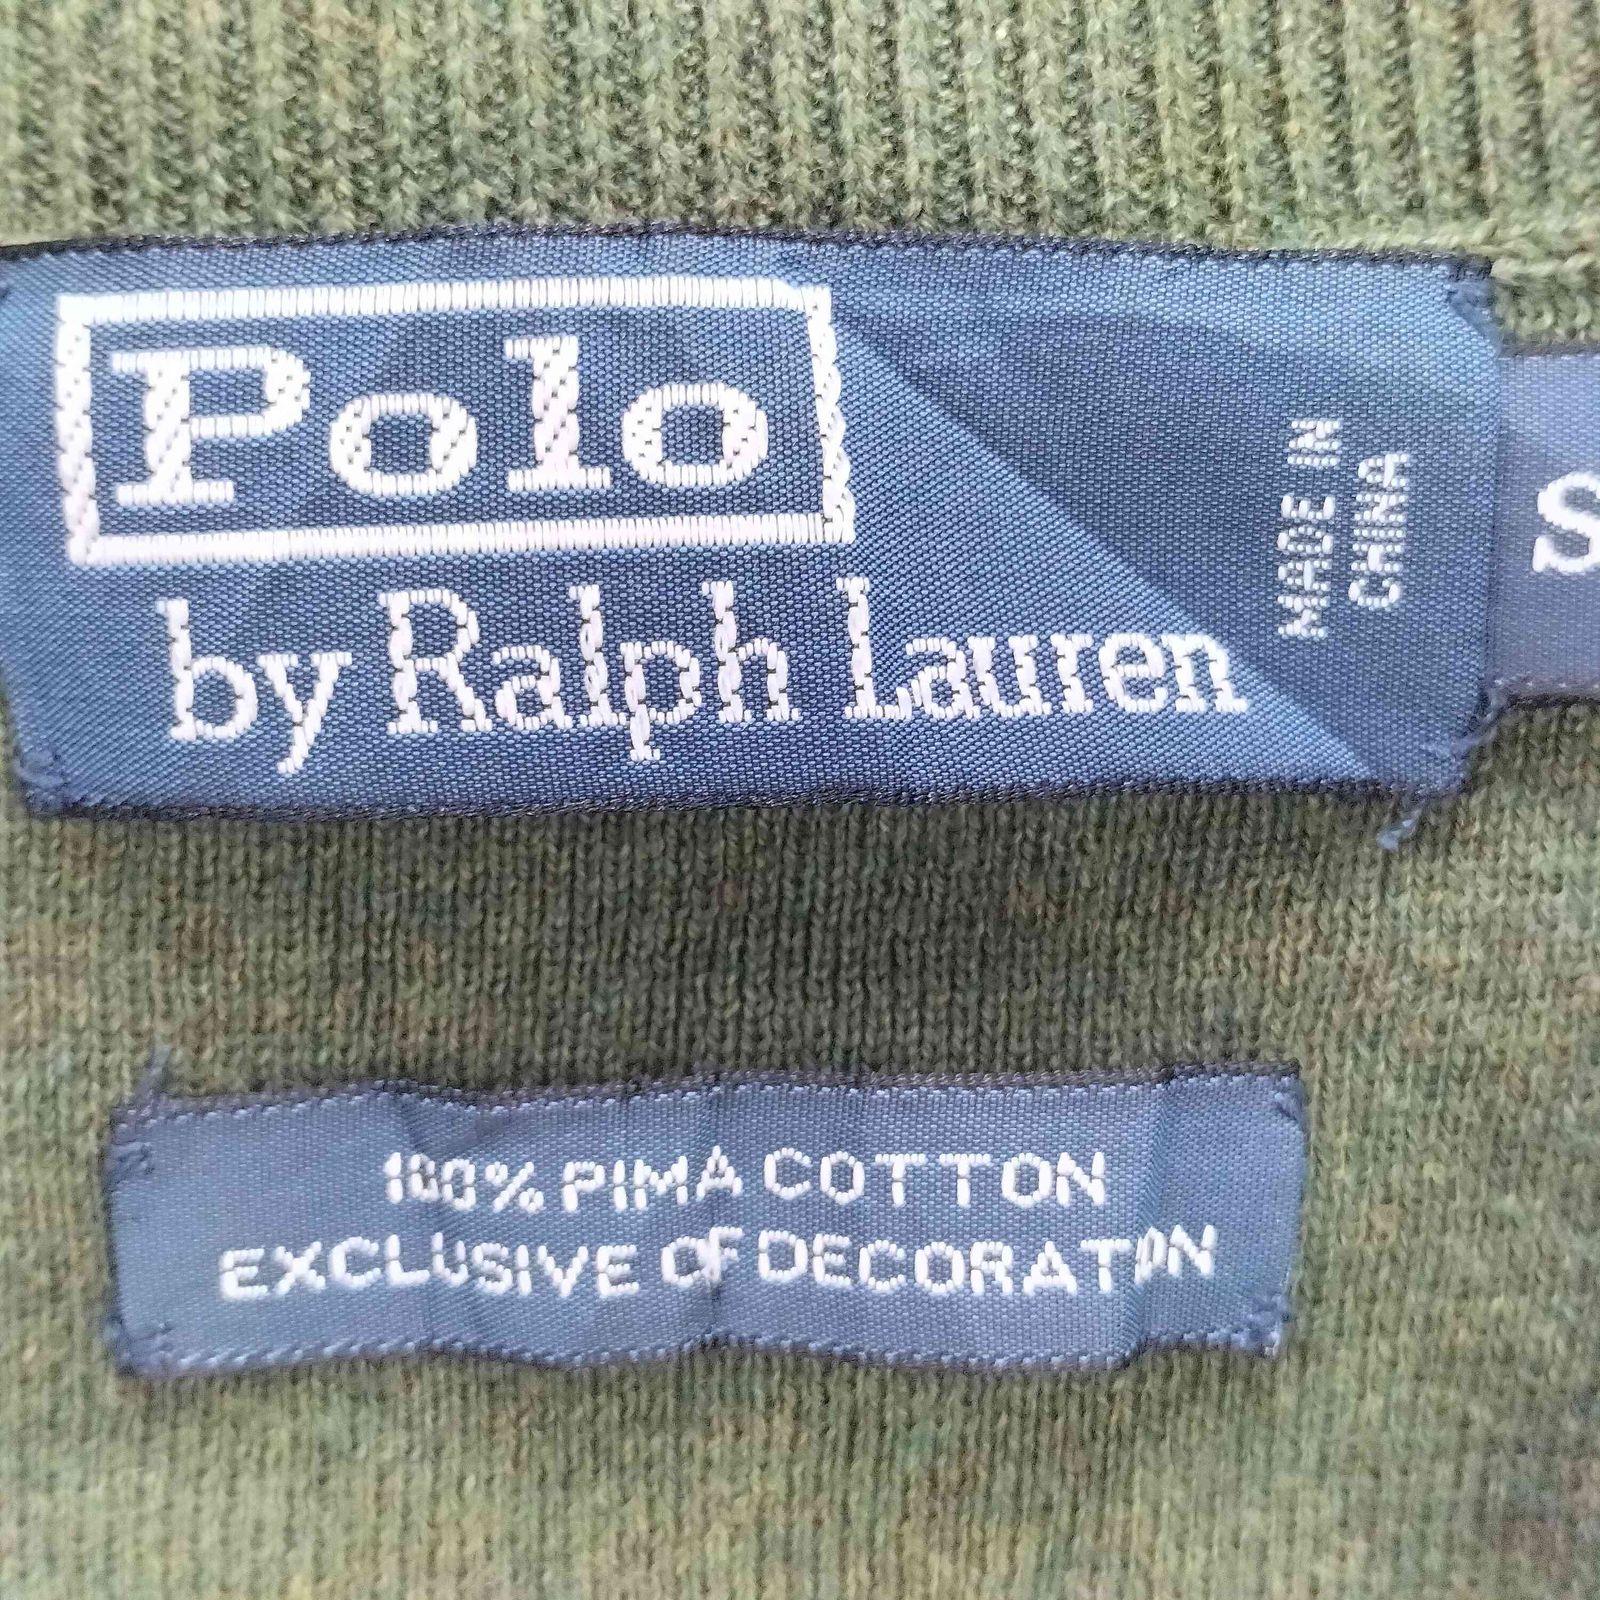 Polo
by Ralph Lauren
MADE IN
CHINA
S
100% PIMA COTTON
EXCLUSIVE OF DECORATION